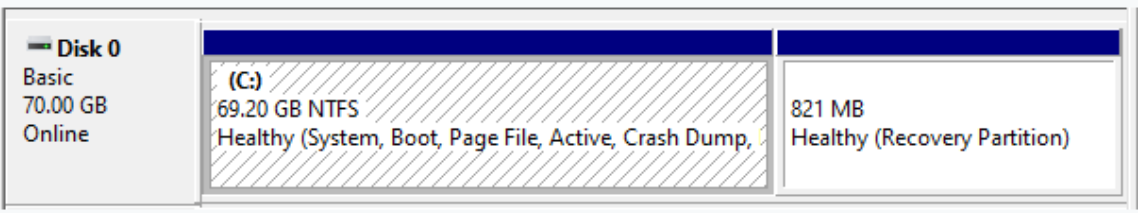 Disk 0
Basic
70.00 GB
Online
(C:)
69.20 GB NTFS
Healthy (System, Boot, Page File, Active, Crash Dump,
821 MB
Healthy (Recovery Partition)